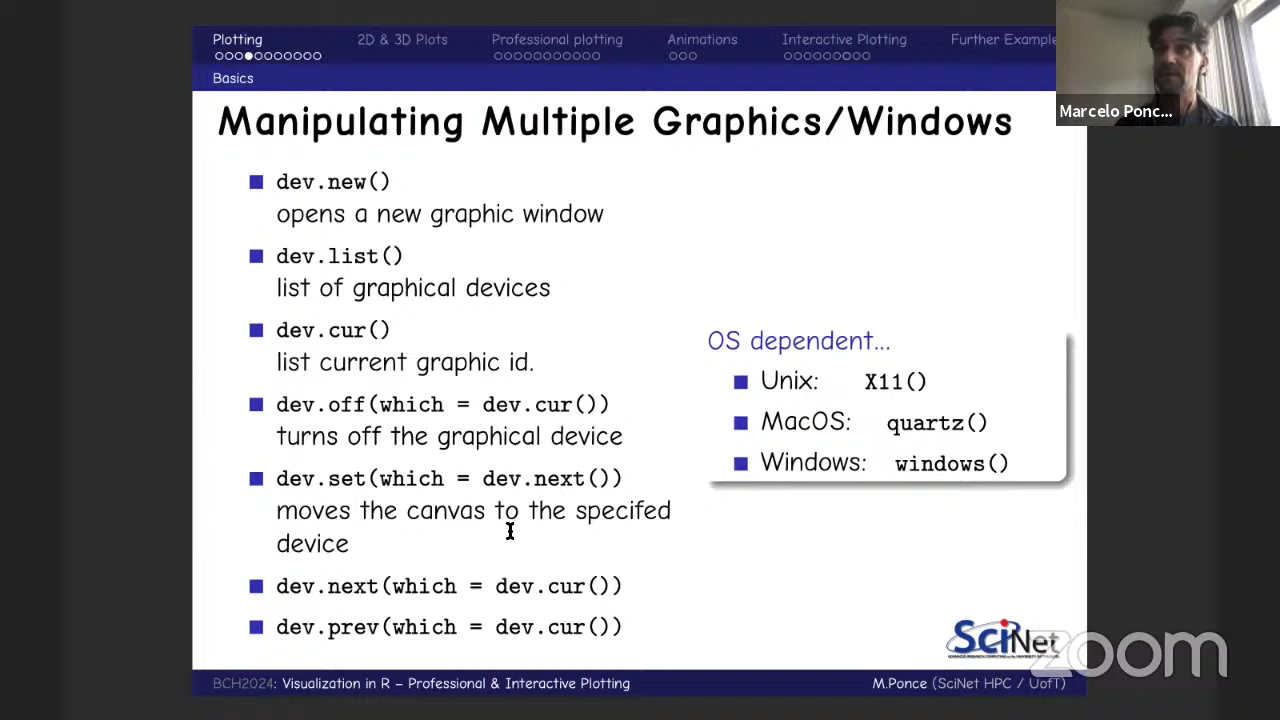 Plotting 2D & 3D Plots Professional plotting Animations Interactive Plotting Further Example
Basics
Marcelo Ponc...
Manipulating Multiple Graphics/Windows
dev.new()
opens a new graphic window
dev.list()
list of graphical devices
dev.cur()
list current graphic id.
dev.off(which = dev.cur())
turns off the graphical device
dev.set(which = dev.next())
moves the canvas to the specifed
device
dev.next(which = dev.cur())
dev.prev(which = dev.cur())
OS dependent...
Unix: X11()
MacOS: quartz()
Windows: windows()
SciNet
zoom
BCH2024: Visualization in R – Professional & Interactive Plotting M.Ponce (SciNet HPC / UofT)